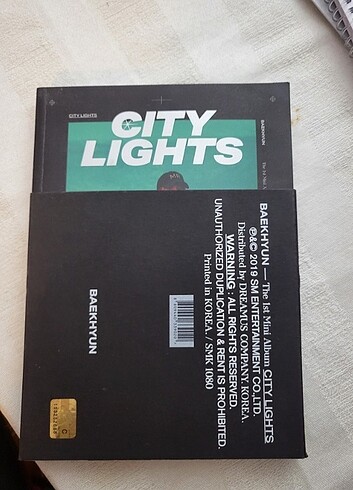 CITY LIGHTS
CITY
LIGHTS
BAEKHYUN
BAEKHYUN — The 1st Mini Album CITY LIGHTS
℗&© 2019 SM ENTERTAINMENT CO.,LTD.
Distributed by DREAMUS COMPANY. KOREA.
WARNING : ALL RIGHTS RESERVED.
UNAUTHORIZED DUPLICATION & RENT IS PROHIBITED.
Printed in KOREA. / SMK 1080
BAEKHYUN